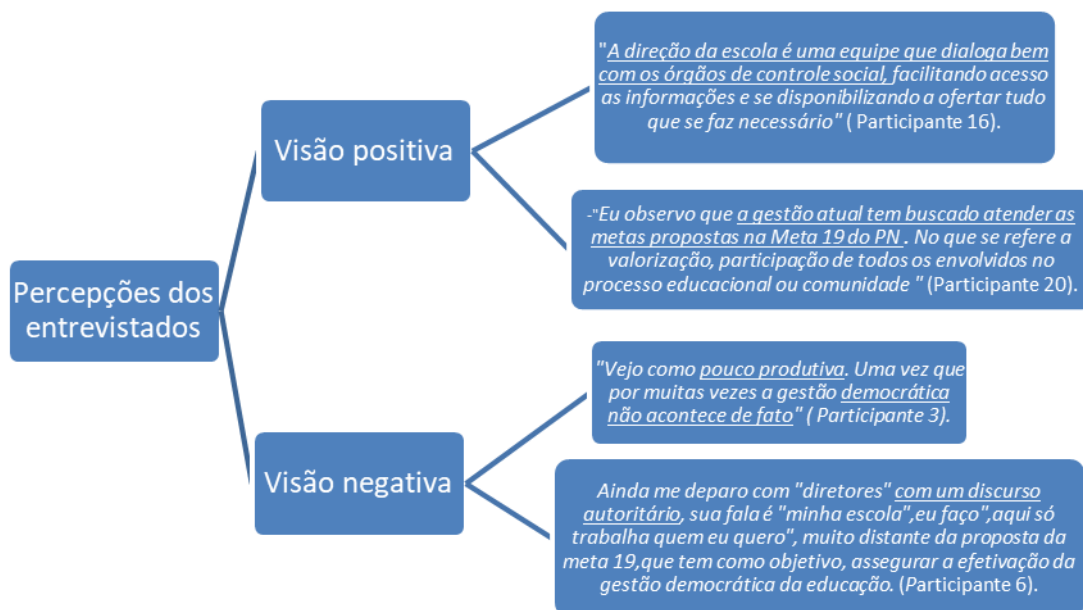 Percepções dos
entrevistados
Visão positiva
"A direção da escola é uma equipe que dialoga bem
com os órgãos de controle social, facilitando acesso
as informações e se disponibilizando a ofertar tudo
que se faz necessário" ( Participante 16).
-"Eu observo que a gestão atual tem buscado atender as
metas propostas na Meta 19 do PN . No que se refere a
valorização, participação de todos os envolvidos no
processo educacional ou comunidade " (Participante 20).
Visão negativa
"Vejo como pouco produtiva. Uma vez que
por muitas vezes a gestão democrática
não acontece de fato" ( Participante 3).
Ainda me deparo com "diretores" com um discurso
autoritário, sua fala é "minha escola",eu faço",aqui só
trabalha quem eu quero", muito distante da proposta da
meta 19,que tem como objetivo, assegurar a efetivação da
gestão democrática da educação. (Participante 6).